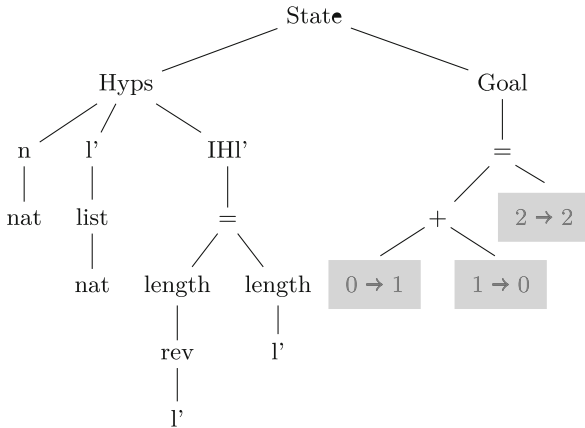 State
Hyps Goal
n l' IHl' =
nat list = + 2 → 2
nat length length 0 → 1 1 → 0
rev l'
l'